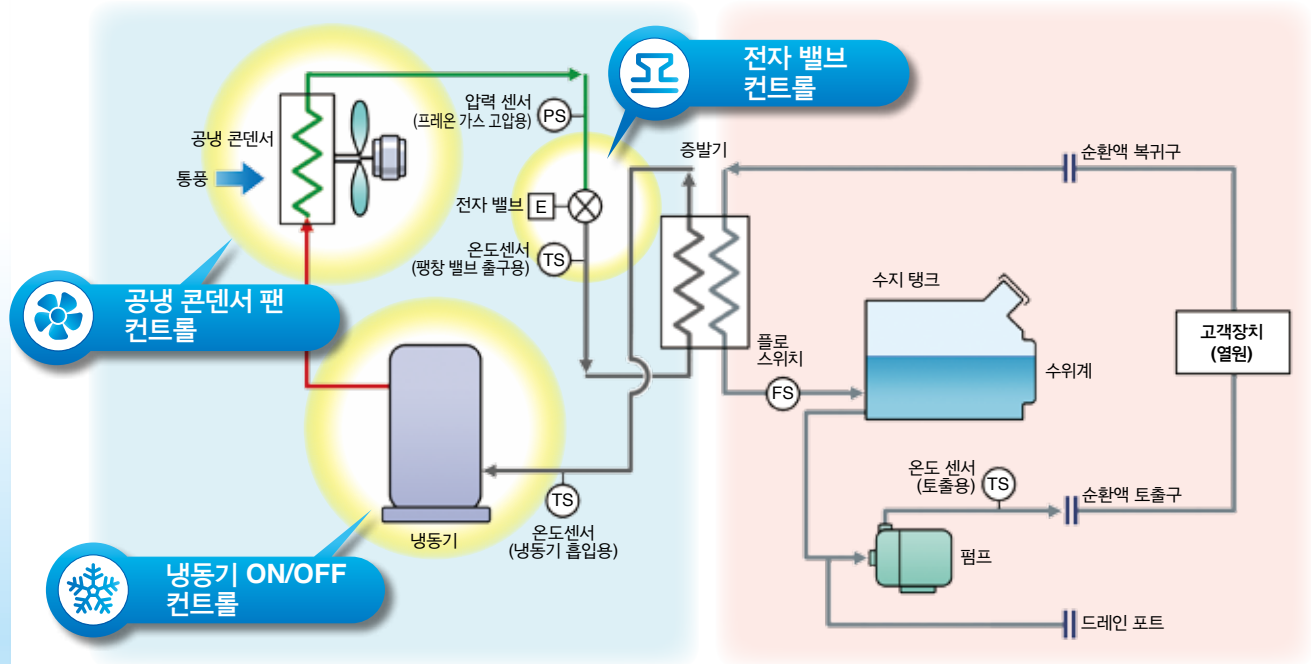 전자 밸브
컨트롤
압력 센서
(프레온 가스 고압용)
PS
공냉 콘덴서
통풍
증발기
순환액 복귀구
전자 밸브
E
온도센서
(팽창 밸브 출구용)
TS
공냉 콘덴서 팬
컨트롤
수지 탱크
고객장치
(열원)
플로
스위치
수위계
FS
온도 센서
(토출용)
TS
순환액 토출구
TS
냉동기
온도센서
(냉동기 흡입용)
펌프
냉동기 ON/OFF
컨트롤
드레인 포트